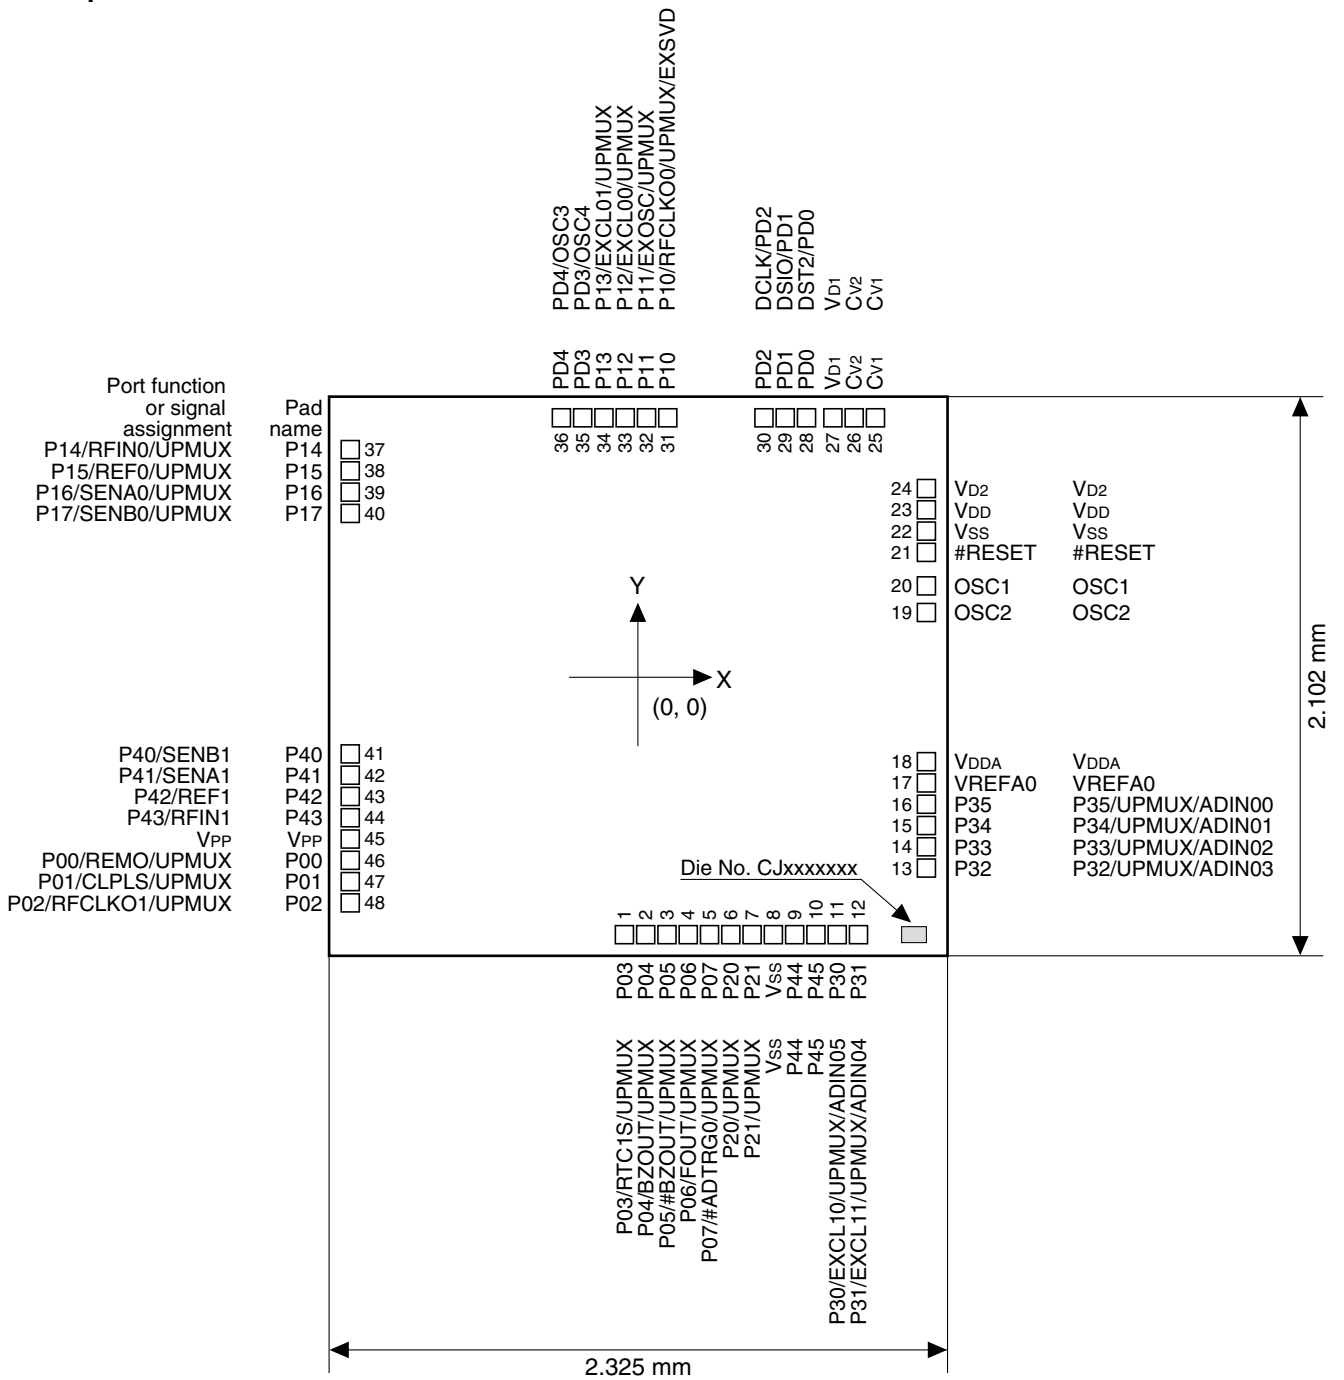 PD4/OSC3
PD3/OSC4
P13/EXCL01/UPMUX
P12/EXCL00/UPMUX
P11/EXOSC/UPMUX
P10/RFCLKO0/UPMUX/EXSVD
DCLK/PD2
DSIO/PD1
DST2/PD0
VD1
CV2
CV1
PD4
PD3
P13
P12
P11
P10
PD2
PD1
PD0
VD1
CV2
CV1
36
35
34
33
32
31
30
29
28
27
26
25
Port function
or signal
assignment
Pad
name
P14/RFIN0/UPMUX P14 37
P15/REF0/UPMUX P15 38
P16/SENA0/UPMUX P16 39
P17/SENB0/UPMUX P17 40
24 VD2 VD2
23 VDD VDD
22 VSS VSS
21 #RESET #RESET
20 OSC1 OSC1
19 OSC2 OSC2
Y
X
(0, 0)
2.102 mm
P40/SENB1 P40 41
P41/SENA1 P41 42
P42/REF1 P42 43
P43/RFIN1 P43 44
VPP VPP 45
P00/REMO/UPMUX P00 46
P01/CLPLS/UPMUX P01 47
P02/RFCLKO1/UPMUX P02 48
18 VDDA VDDA
17 VREFA0 VREFA0
16 P35 P35/UPMUX/ADIN00
15 P34 P34/UPMUX/ADIN01
14 P33 P33/UPMUX/ADIN02
13 P32 P32/UPMUX/ADIN03
Die No. CJxxxxxxx
1
2
3
4
5
6
7
8
9
10
11
12
P03
P04
P05
P06
P07
P20
P21
VSS
P44
P45
P30
P31
P03/RTC1S/UPMUX
P04/BZOUT/UPMUX
P05/#BZOUT/UPMUX
P06/FOUT/UPMUX
P07/#ADTRG0/UPMUX
P20/UPMUX
P21/UPMUX
VSS
P44
P45
P30/EXCL10/UPMUX/ADIN05
P31/EXCL11/UPMUX/ADIN04
2.325 mm